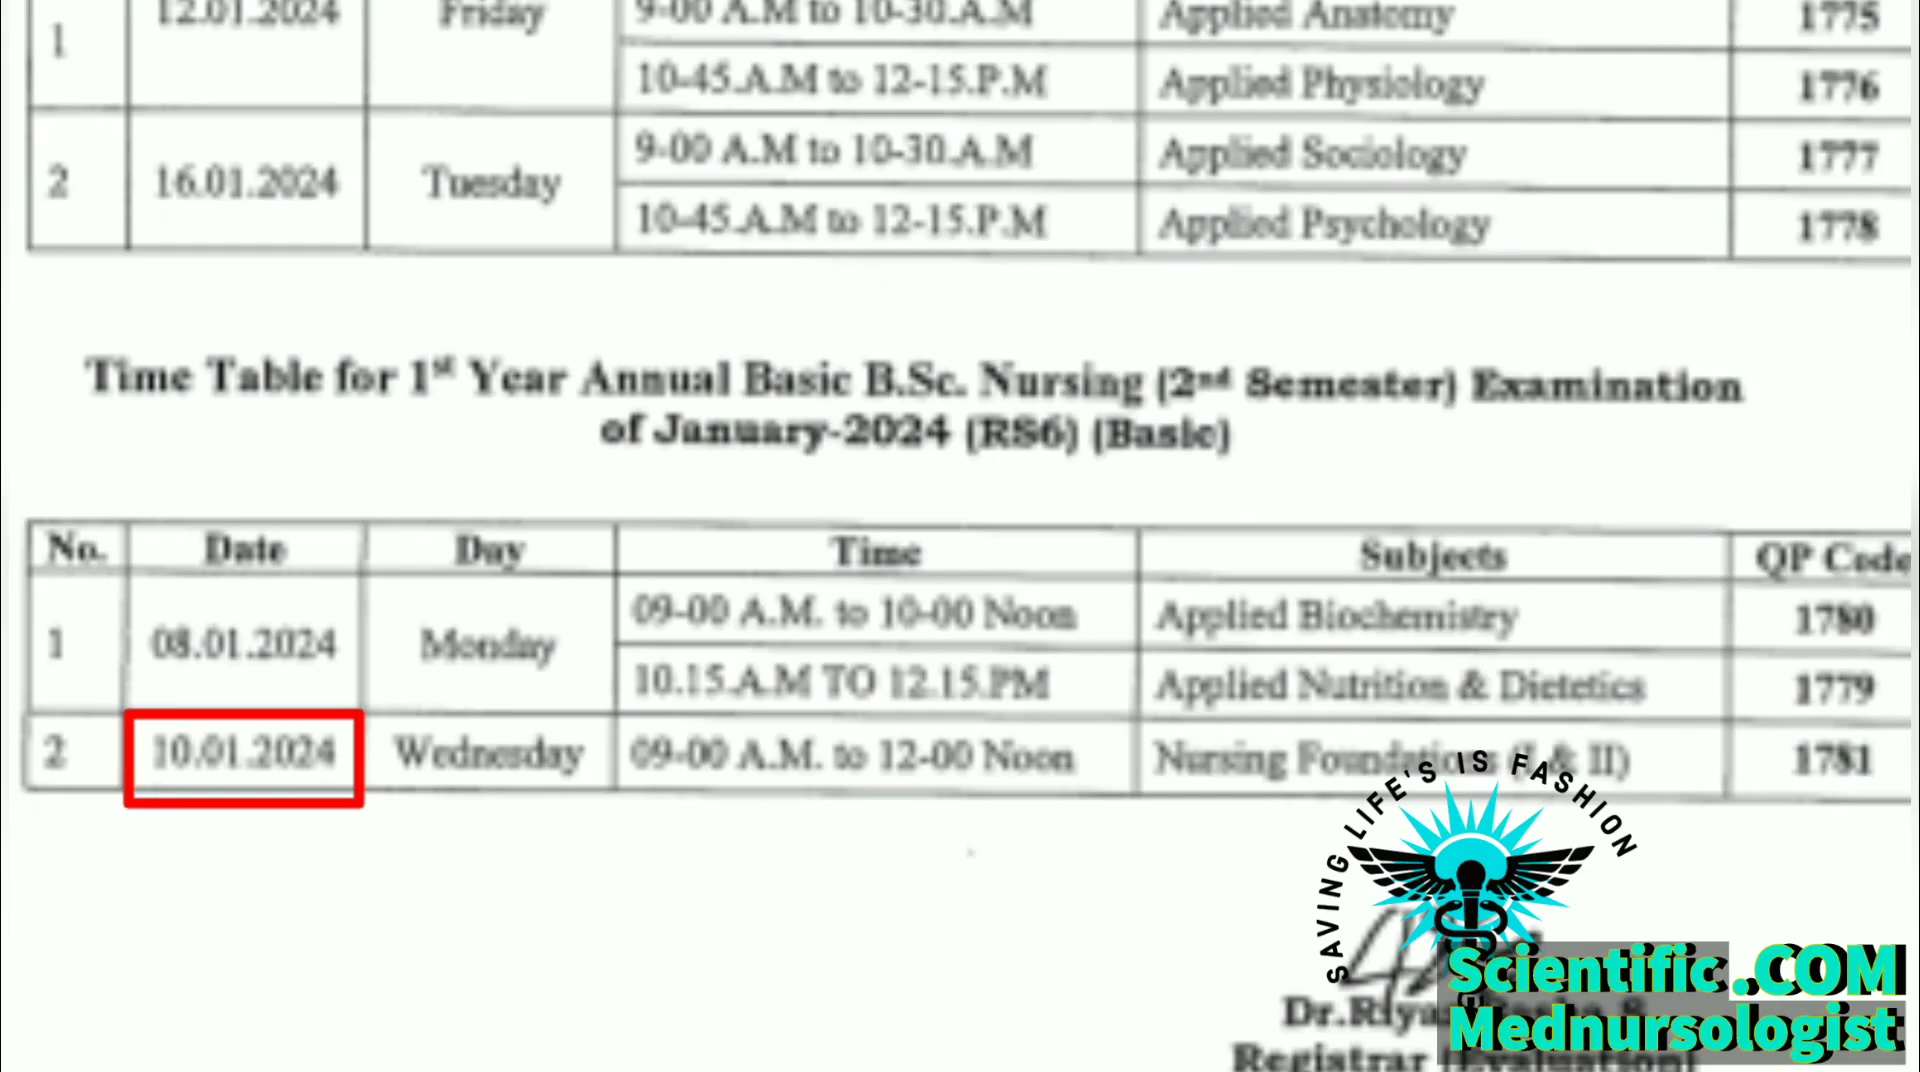 1 12.01.2024 Friday 9-00 A.M to 10-30.A.M Applied Anatomy 1775
10-45.A.M to 12-15.P.M Applied Physiology 1776
2 16.01.2024 Tuesday 9-00 A.M to 10-30.A.M Applied Sociology 1777
10-45.A.M to 12-15.P.M Applied Psychology 1778
Time Table for 1st Year Annual Basic B.Sc. Nursing (2nd Semester) Examination
of January-2024 (RS6) (Basic)
No. Date Day Time Subjects QP Code
1 08.01.2024 Monday 09-00 A.M. to 10-00 Noon Applied Biochemistry 1780
10.15.A.M TO 12.15.PM Applied Nutrition & Dietetics 1779
2 10.01.2024 Wednesday 09-00 A.M. to 12-00 Noon Nursing Foundations (I & II) 1781
SAVING LIFE'S IS FASHION
Scientific .COM
Mednursologist
Registrar (Evaluation)